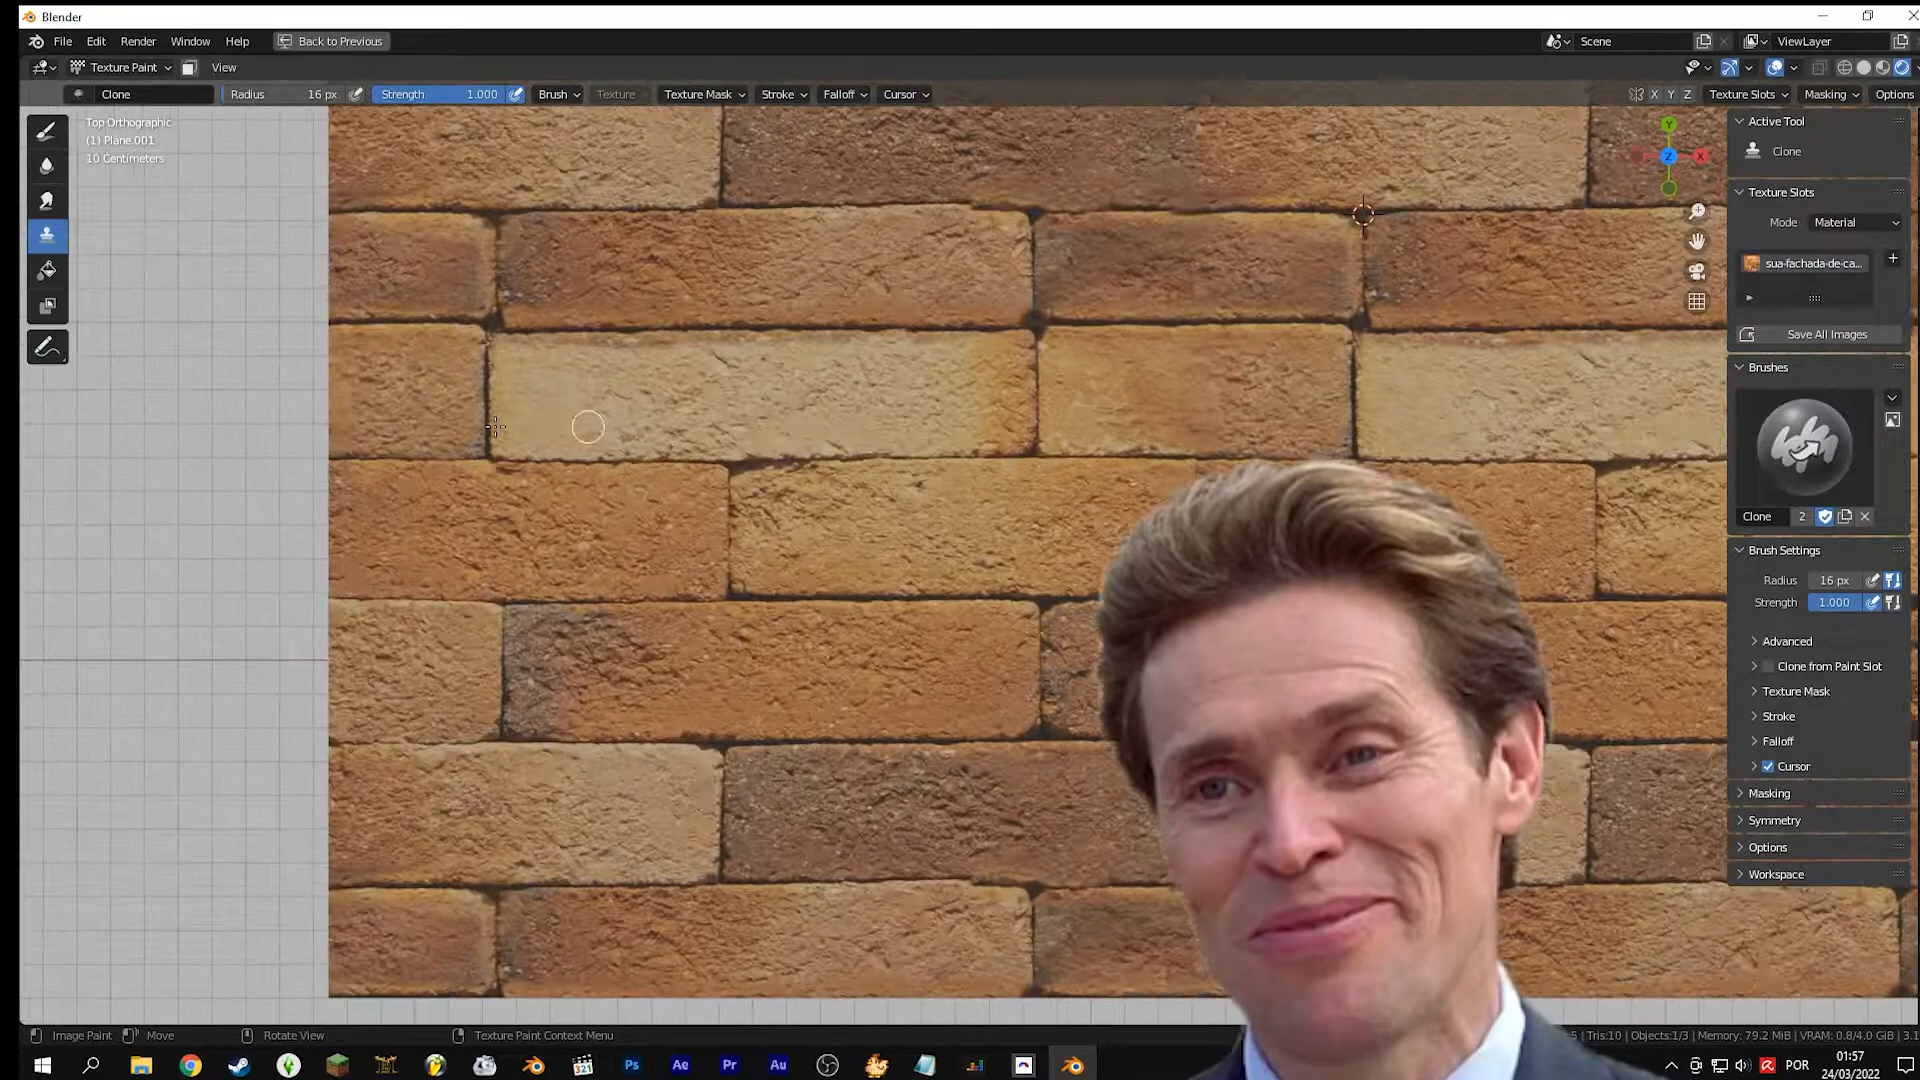 Blender
File Edit Render Window Help Back to Previous Scene ViewLayer
Texture Paint View
Clone Radius 16 px Strength 1.000 Brush Texture Texture Mask Stroke Falloff Cursor X Y Z Texture Slots Masking Options
Top Orthographic
(1) Plane.001
10 Centimeters
Y
Z X
Active Tool
Clone
Texture Slots
Mode Material
sua-fachada-de-ca...
Save All Images
Brushes
Clone 2
Brush Settings
Radius 16 px
Strength 1.000
Advanced
Clone from Paint Slot
Texture Mask
Stroke
Falloff
Cursor
Masking
Symmetry
Options
Workspace
Image Paint Move Rotate View Texture Paint Context Menu 5 | Tris:10 | Objects:1/3 | Memory: 79.2 MiB | VRAM: 0.8/4.0 GiB | 3.1
321 Ps Ae Pr Au POR 01:57
24/03/2022